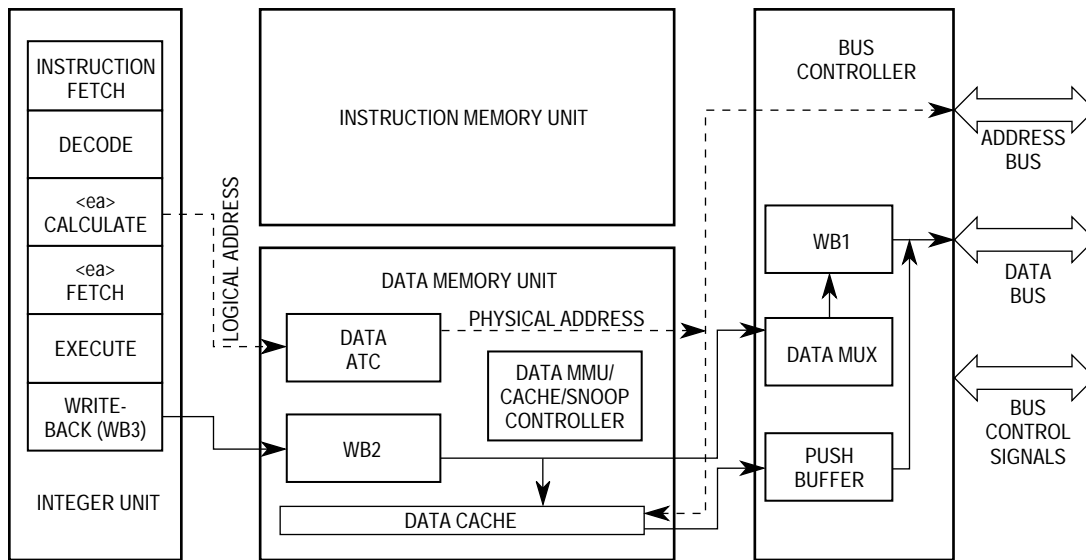 INSTRUCTION
FETCH
DECODE
<ea>
CALCULATE
<ea>
FETCH
EXECUTE
WRITE-
BACK (WB3)
INTEGER UNIT
LOGICAL ADDRESS
INSTRUCTION MEMORY UNIT
DATA MEMORY UNIT
DATA
ATC
PHYSICAL ADDRESS
DATA MMU/
CACHE/SNOOP
CONTROLLER
WB2
DATA CACHE
BUS
CONTROLLER
WB1
DATA MUX
PUSH
BUFFER
ADDRESS
BUS
DATA
BUS
BUS
CONTROL
SIGNALS